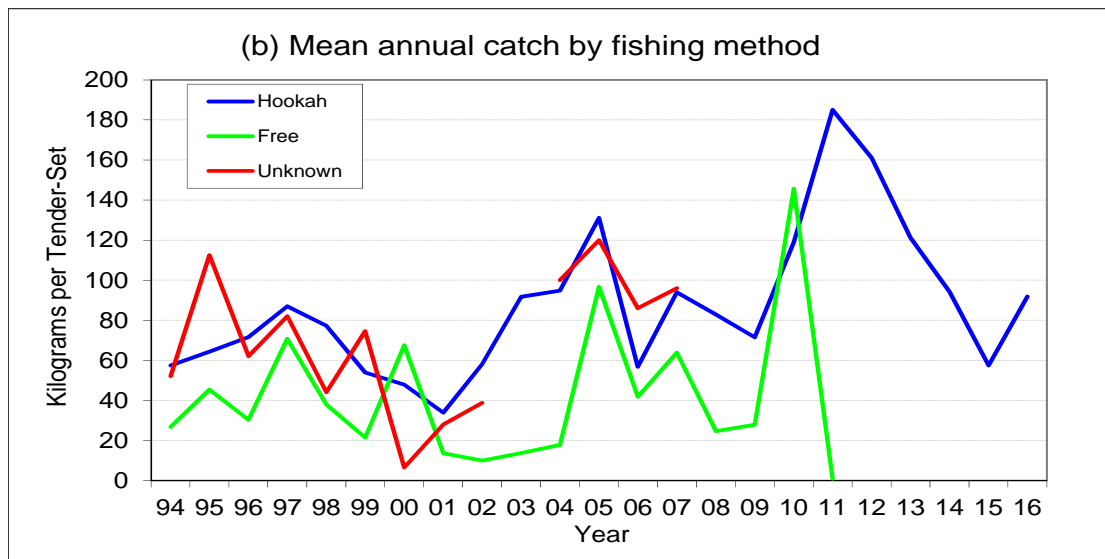 (b) Mean annual catch by fishing method
Kilograms per Tender-Set
200
180
160
140
120
100
80
60
40
20
0
Hookah
Free
Unknown
94 95 96 97 98 99 00 01 02 03 04 05 06 07 08 09 10 11 12 13 14 15 16
Year